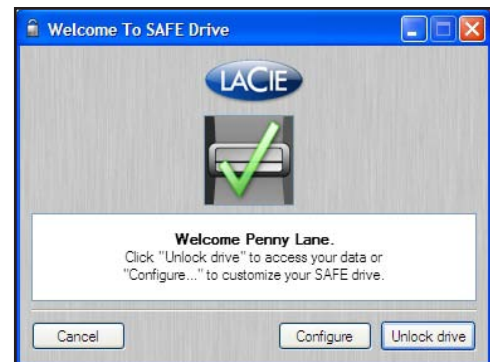 Welcome To SAFE Drive
LACIE
Welcome Penny Lane.
Click "Unlock drive" to access your data or
"Configure..." to customize your SAFE drive.
Cancel Configure Unlock drive